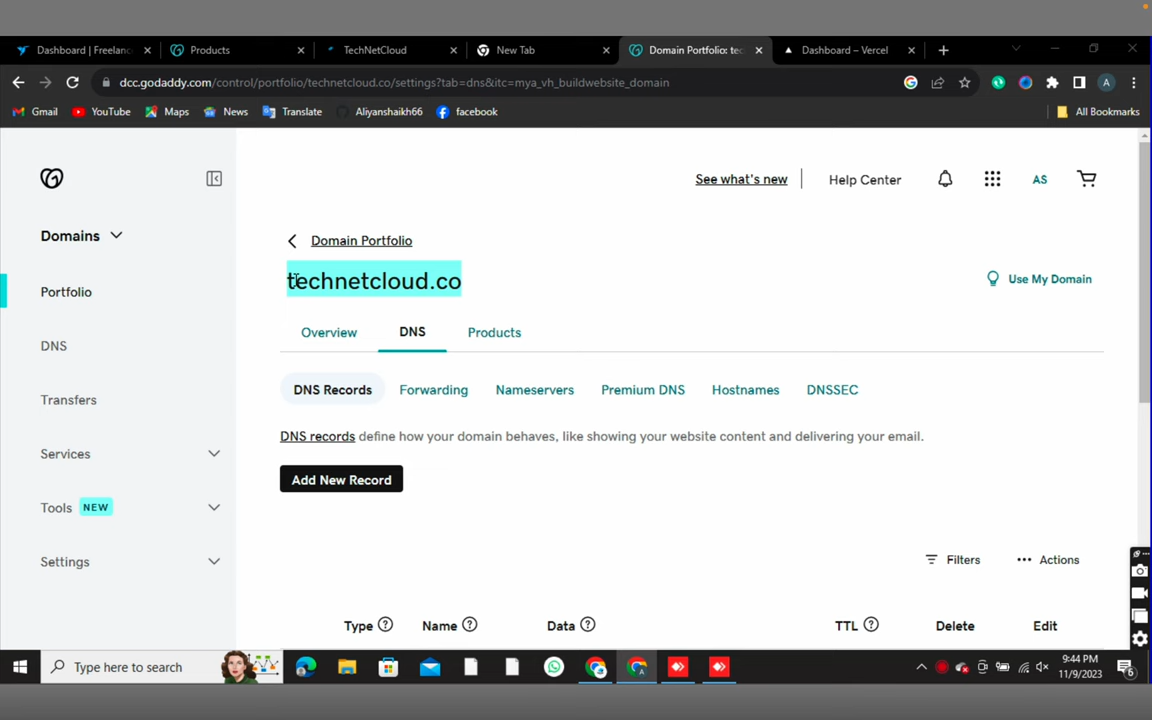 Dashboard | Freelanc
Products
TechNetCloud
New Tab
Domain Portfolio: tec
Dashboard – Vercel
dcc.godaddy.com/control/portfolio/technetcloud.co/settings?tab=dns&itc=mya_vh_buildwebsite_domain
A
Gmail
YouTube
Maps
News
Translate
Aliyanshaikh66
facebook
All Bookmarks
See what's new
Help Center
AS
Domains
Domain Portfolio
technetcloud.co
Use My Domain
Portfolio
Overview
DNS
Products
DNS
DNS Records
Forwarding
Nameservers
Premium DNS
Hostnames
DNSSEC
Transfers
DNS records define how your domain behaves, like showing your website content and delivering your email.
Services
Add New Record
Tools NEW
Settings
Filters
Actions
Type
Name
Data
TTL
Delete
Edit
Type here to search
9:44 PM
11/9/2023
6